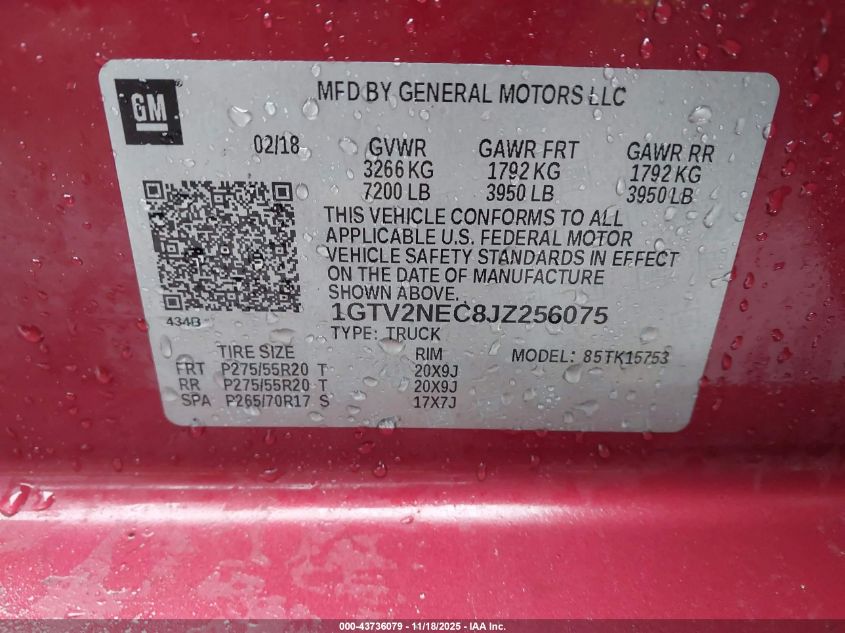 GM
MFD BY GENERAL MOTORS LLC
02/18 GVWR GAWR FRT GAWR RR
3266 KG 1792 KG 1792 KG
7200 LB 3950 LB 3950 LB
THIS VEHICLE CONFORMS TO ALL
APPLICABLE U.S. FEDERAL MOTOR
VEHICLE SAFETY STANDARDS IN EFFECT
ON THE DATE OF MANUFACTURE
SHOWN ABOVE.
434B 1GTV2NEC8JZ256075
TYPE: TRUCK
TIRE SIZE RIM MODEL: 85TK15753
FRT P275/55R20 T 20X9J
RR P275/55R20 T 20X9J
SPA P265/70R17 S 17X7J
000-43736079 - 11/18/2025 - IAA Inc.